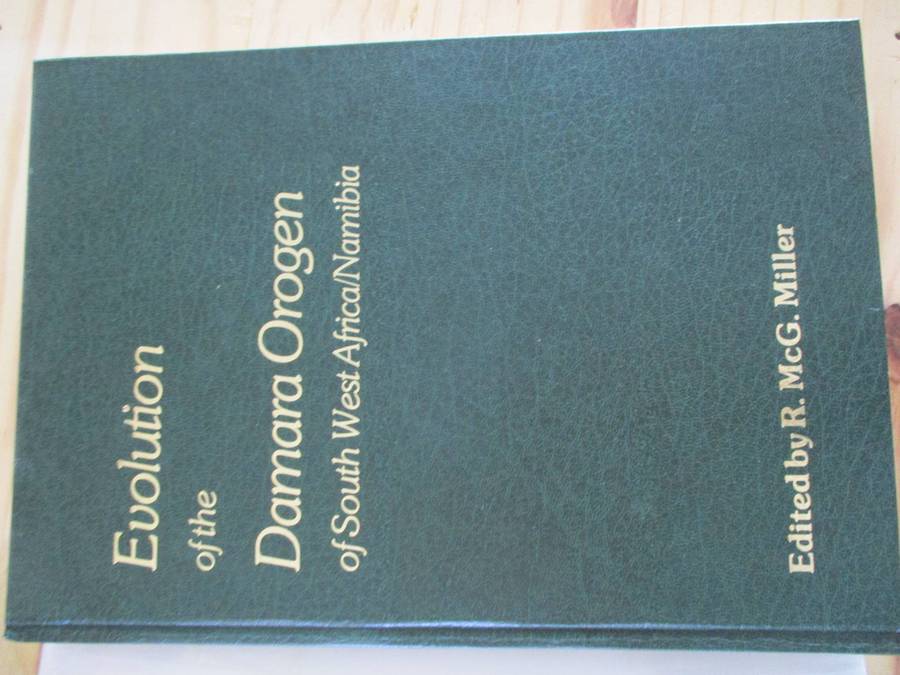 Evolution
of the
Damara Orogen
of South West Africa/Namibia
Edited by R. McG. Miller